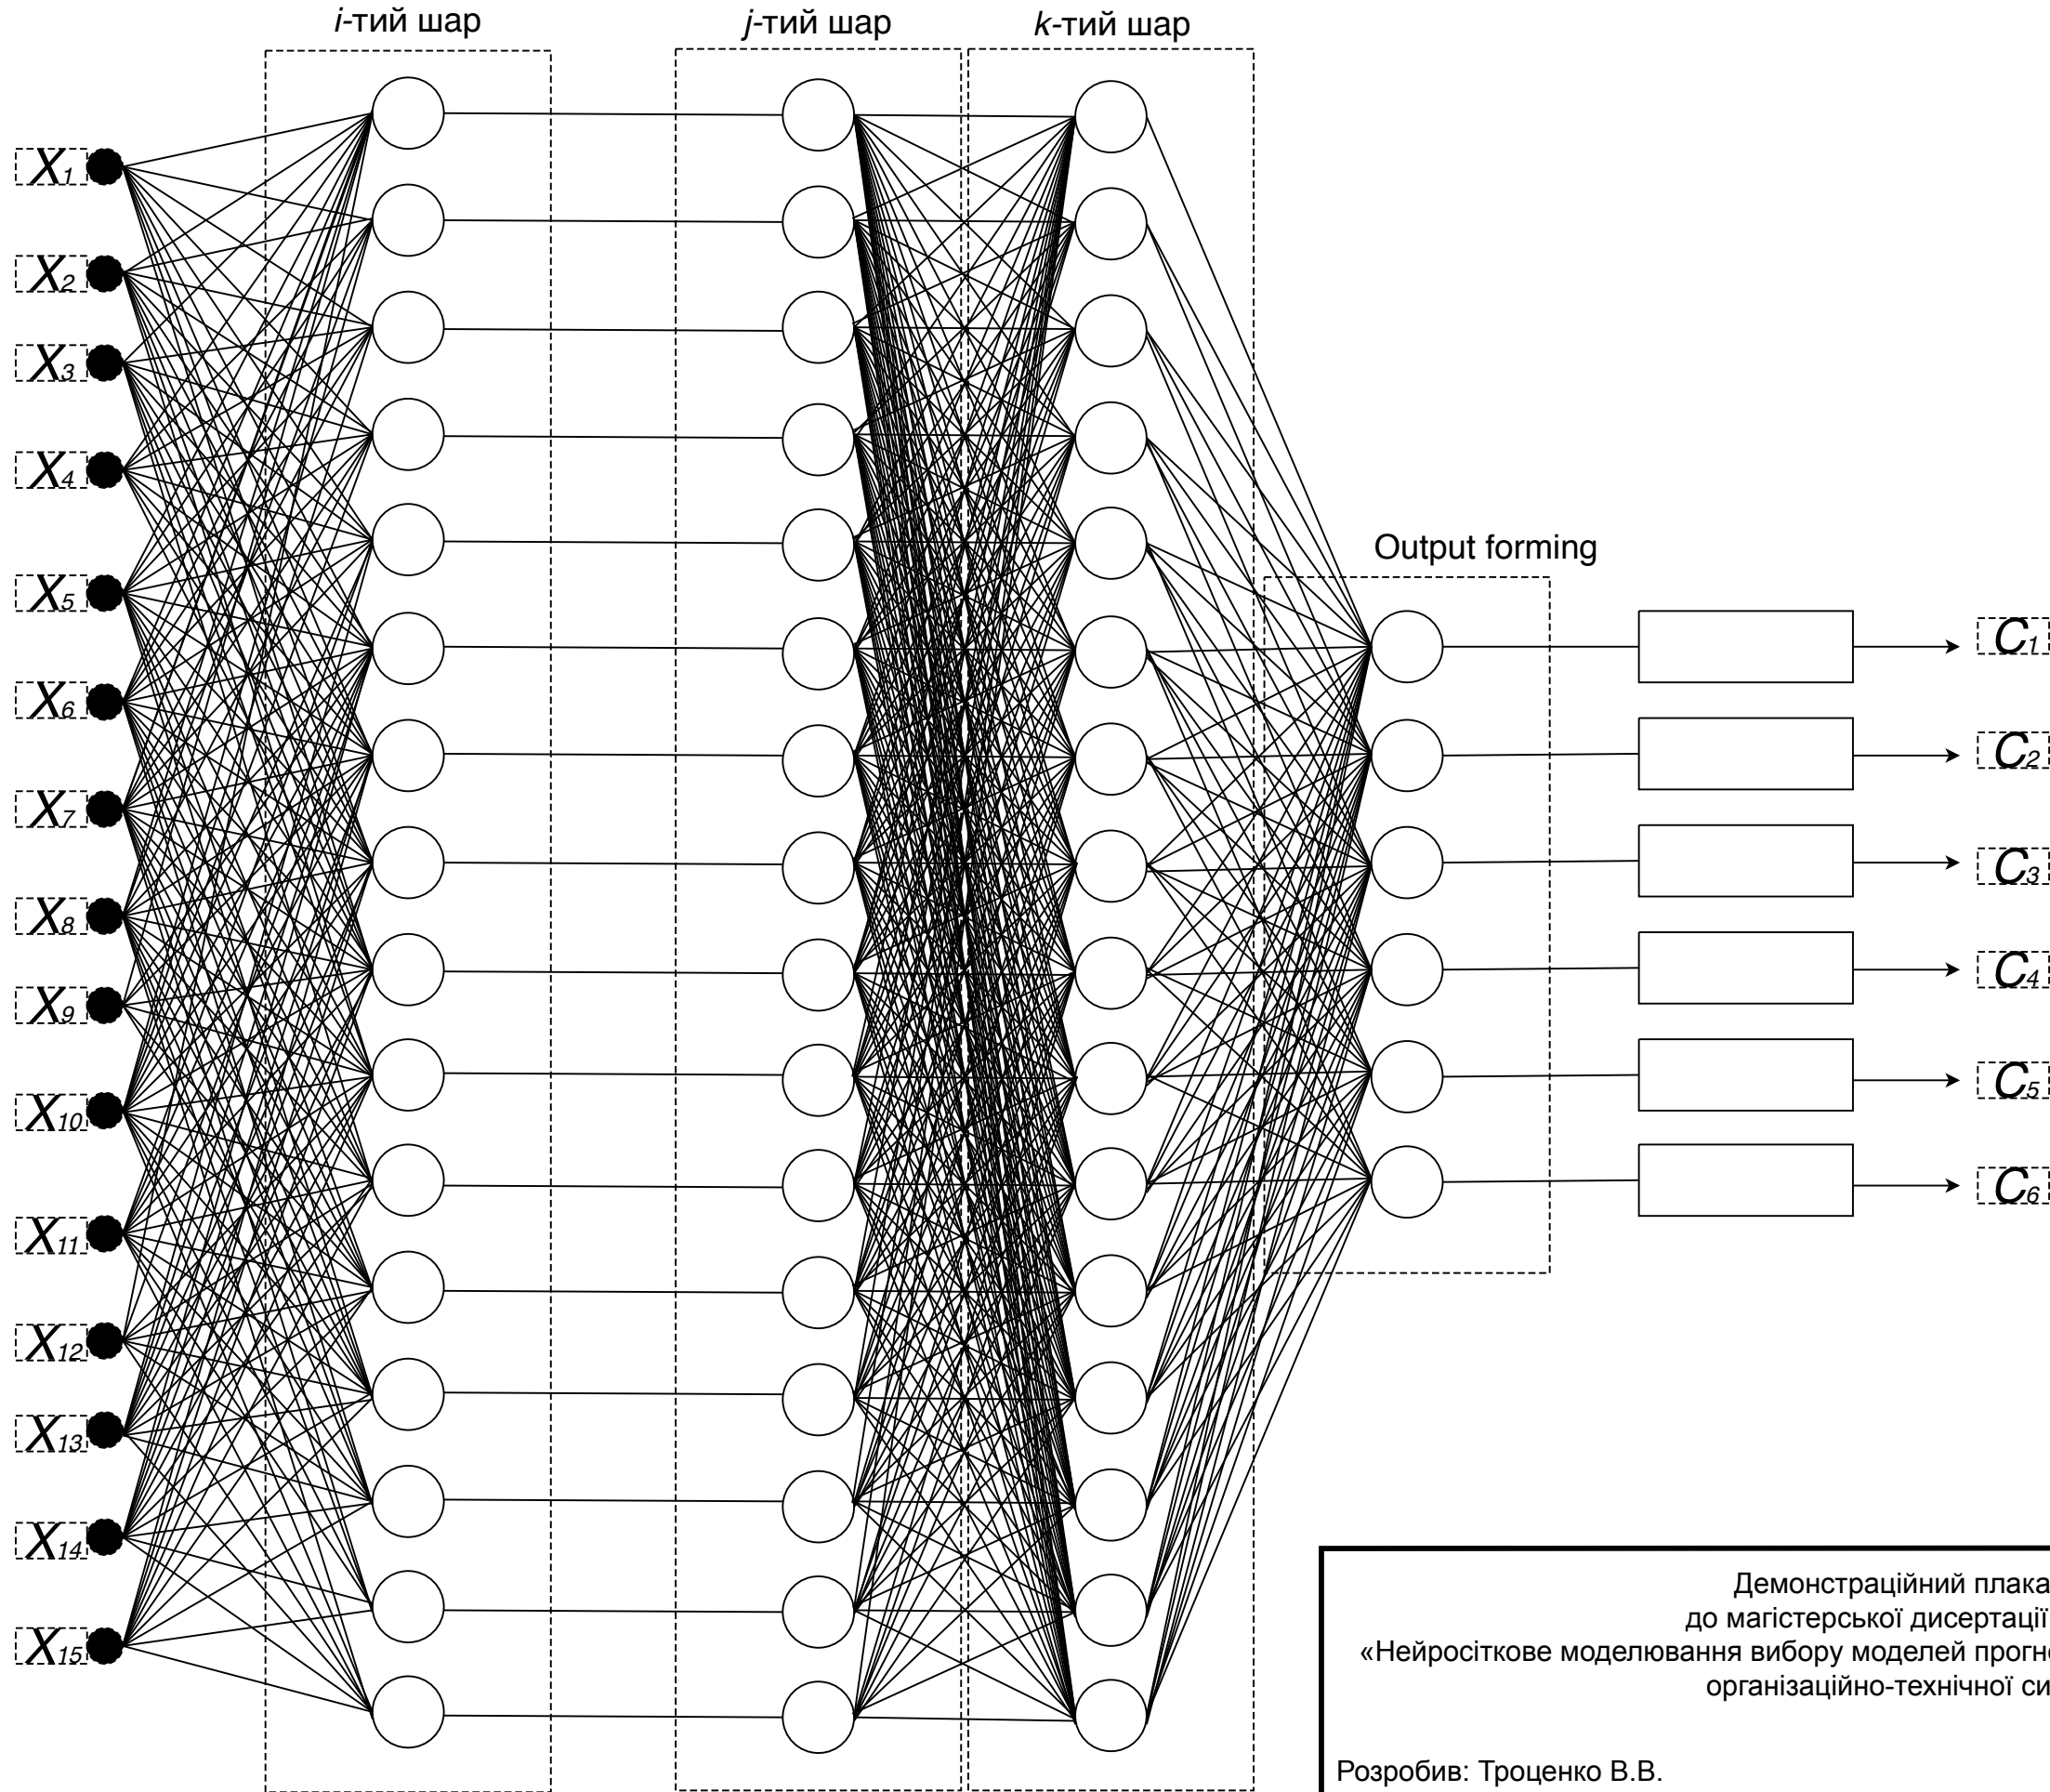 i-тий шар
j-тий шар
k-тий шар
X1
X2
X3
X4
X5
X6
X7
X8
X9
X10
X11
X12
X13
X14
X15
Output forming
C1
C2
C3
C4
C5
C6
Демонстраційний плака
до магістерської дисертації
«Нейросіткове моделювання вибору моделей прогн
організаційно-технічної си
Розробив: Троценко В.В.